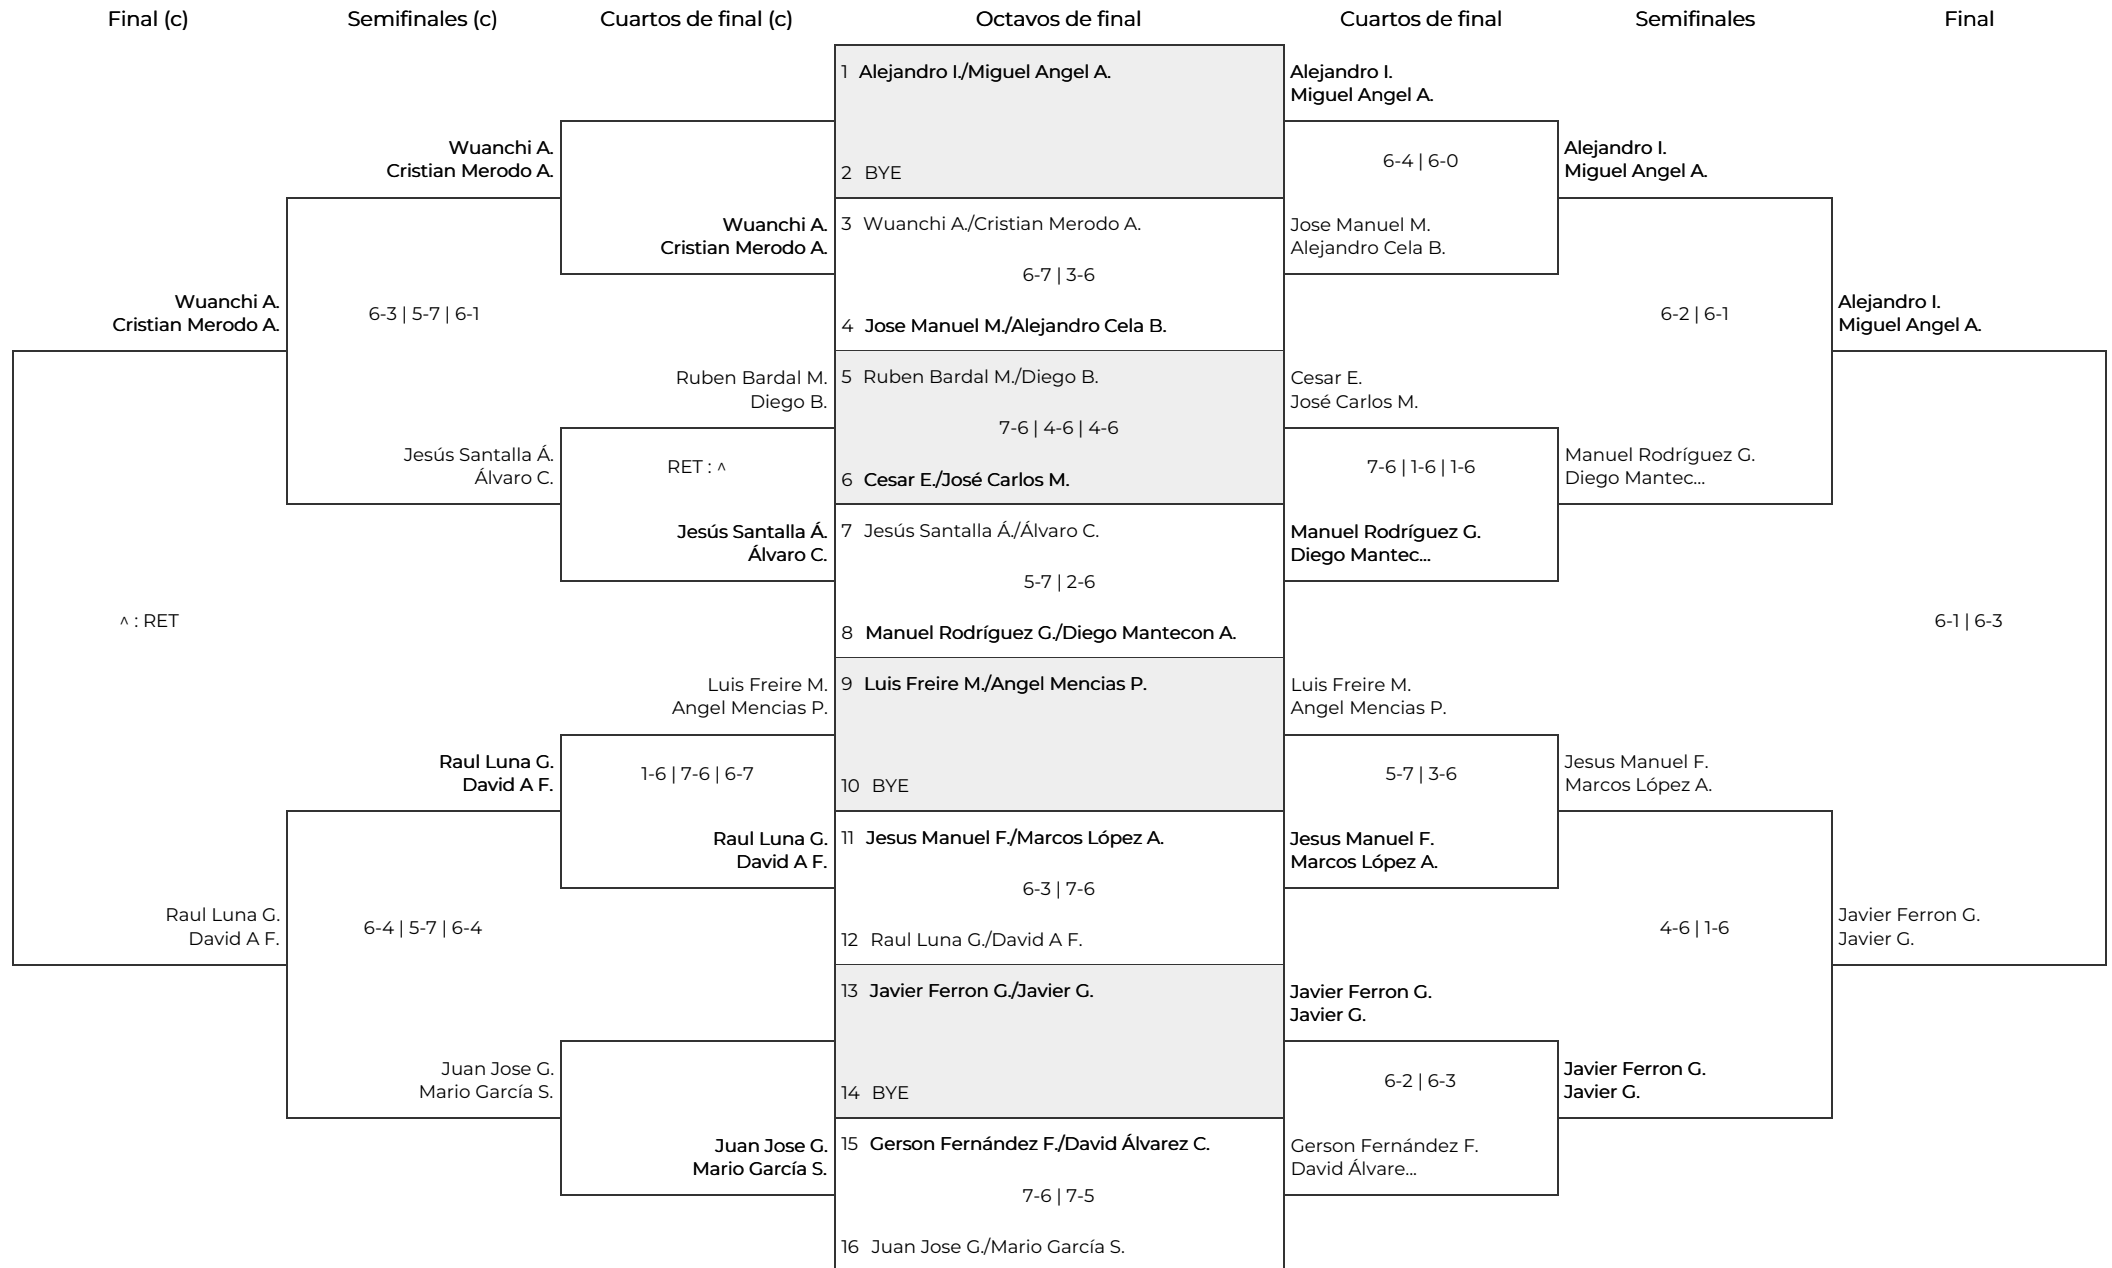 Final (c)
Semifinales (c)
Cuartos de final (c)
Octavos de final
Cuartos de final
Semifinales
Final
Wuanchi A.
Cristian Merodo A.
^ : RET
Raul Luna G.
David A F.
Wuanchi A.
Cristian Merodo A.
6-3 | 5-7 | 6-1
Jesús Santalla Á.
Álvaro C.
Raul Luna G.
David A F.
6-4 | 5-7 | 6-4
Juan Jose G.
Mario García S.
Wuanchi A.
Cristian Merodo A.
Ruben Bardal M.
Diego B.
RET : ^
Jesús Santalla Á.
Álvaro C.
Luis Freire M.
Angel Mencias P.
1-6 | 7-6 | 6-7
Raul Luna G.
David A F.
Juan Jose G.
Mario García S.
1 Alejandro I./Miguel Angel A.
2 BYE
3 Wuanchi A./Cristian Merodo A.
6-7 | 3-6
4 Jose Manuel M./Alejandro Cela B.
5 Ruben Bardal M./Diego B.
7-6 | 4-6 | 4-6
6 Cesar E./José Carlos M.
7 Jesús Santalla Á./Álvaro C.
5-7 | 2-6
8 Manuel Rodríguez G./Diego Mantecon A.
9 Luis Freire M./Angel Mencias P.
10 BYE
11 Jesus Manuel F./Marcos López A.
6-3 | 7-6
12 Raul Luna G./David A F.
13 Javier Ferron G./Javier G.
14 BYE
15 Gerson Fernández F./David Álvarez C.
7-6 | 7-5
16 Juan Jose G./Mario García S.
Alejandro I.
Miguel Angel A.
6-4 | 6-0
Jose Manuel M.
Alejandro Cela B.
Cesar E.
José Carlos M.
7-6 | 1-6 | 1-6
Manuel Rodríguez G.
Diego Mantec...
Luis Freire M.
Angel Mencias P.
5-7 | 3-6
Jesus Manuel F.
Marcos López A.
Javier Ferron G.
Javier G.
6-2 | 6-3
Gerson Fernández F.
David Álvare...
Alejandro I.
Miguel Angel A.
6-2 | 6-1
Manuel Rodríguez G.
Diego Mantec...
Jesus Manuel F.
Marcos López A.
4-6 | 1-6
Javier Ferron G.
Javier G.
Alejandro I.
Miguel Angel A.
6-1 | 6-3
Javier Ferron G.
Javier G.